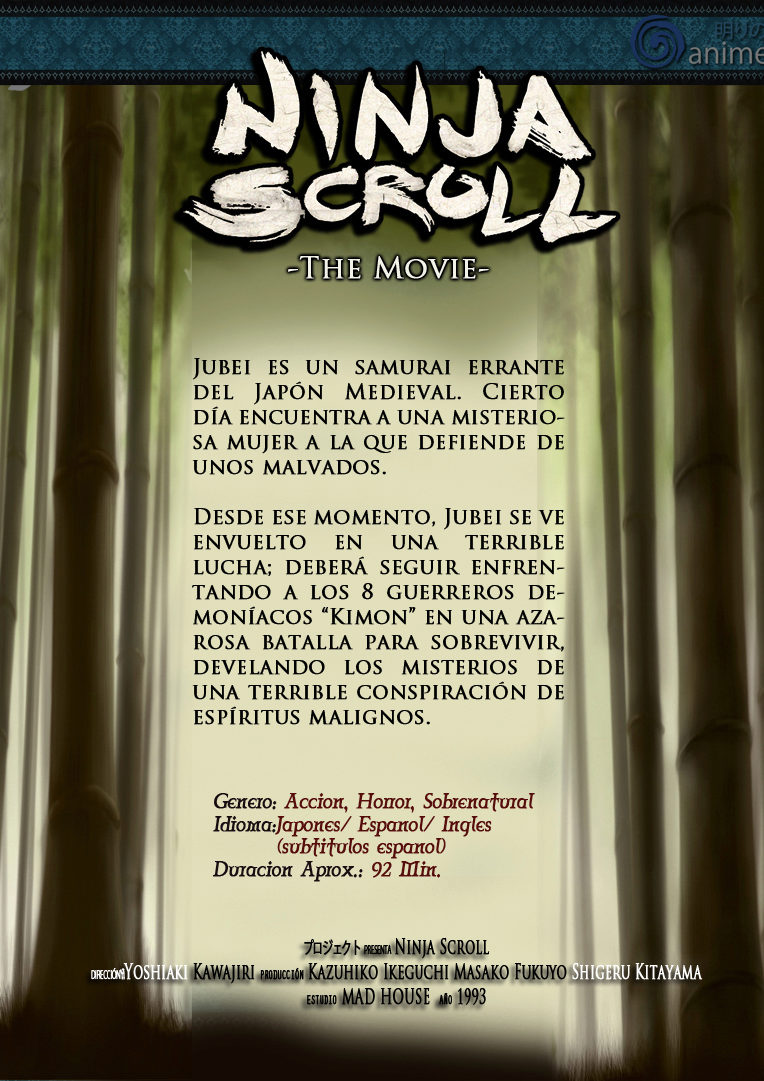 明りの
anime
NINJA
SCROLL
-THE MOVIE-
JUBEI ES UN SAMURAI ERRANTE
DEL JAPÓN MEDIEVAL. CIERTO
DÍA ENCUENTRA A UNA MISTERIO-
SA MUJER A LA QUE DEFIENDE DE
UNOS MALVADOS.
DESDE ESE MOMENTO, JUBEI SE VE
ENVUELTO EN UNA TERRIBLE
LUCHA; DEBERÁ SEGUIR ENFREN-
TANDO A LOS 8 GUERREROS DE-
MONÍACOS “KIMON” EN UNA AZA-
ROSA BATALLA PARA SOBREVIVIR,
DEVELANDO LOS MISTERIOS DE
UNA TERRIBLE CONSPIRACIÓN DE
ESPÍRITUS MALIGNOS.
Genero: Accion, Horror, Sobrenatural
Idioma:Japones/ Espanol/ Ingles
(subtitulos espanol)
Duracion Aprox.: 92 Min.
プロジェクト PRESENTA NINJA SCROLL
DIRECCIÓN YOSHIAKI KAWAJIRI PRODUCCIÓN KAZUHIKO IKEGUCHI MASAKO FUKUYO SHIGERU KITAYAMA
ESTUDIO MAD HOUSE AÑO 1993